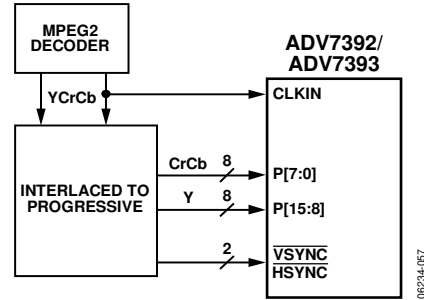 MPEG2
DECODER
ADV7392/
ADV7393
YCrCb
CLKIN
CrCb 8
P[7:0]
INTERLACED TO
PROGRESSIVE
Y 8
P[15:8]
2
VSYNC
HSYNC
06234-057